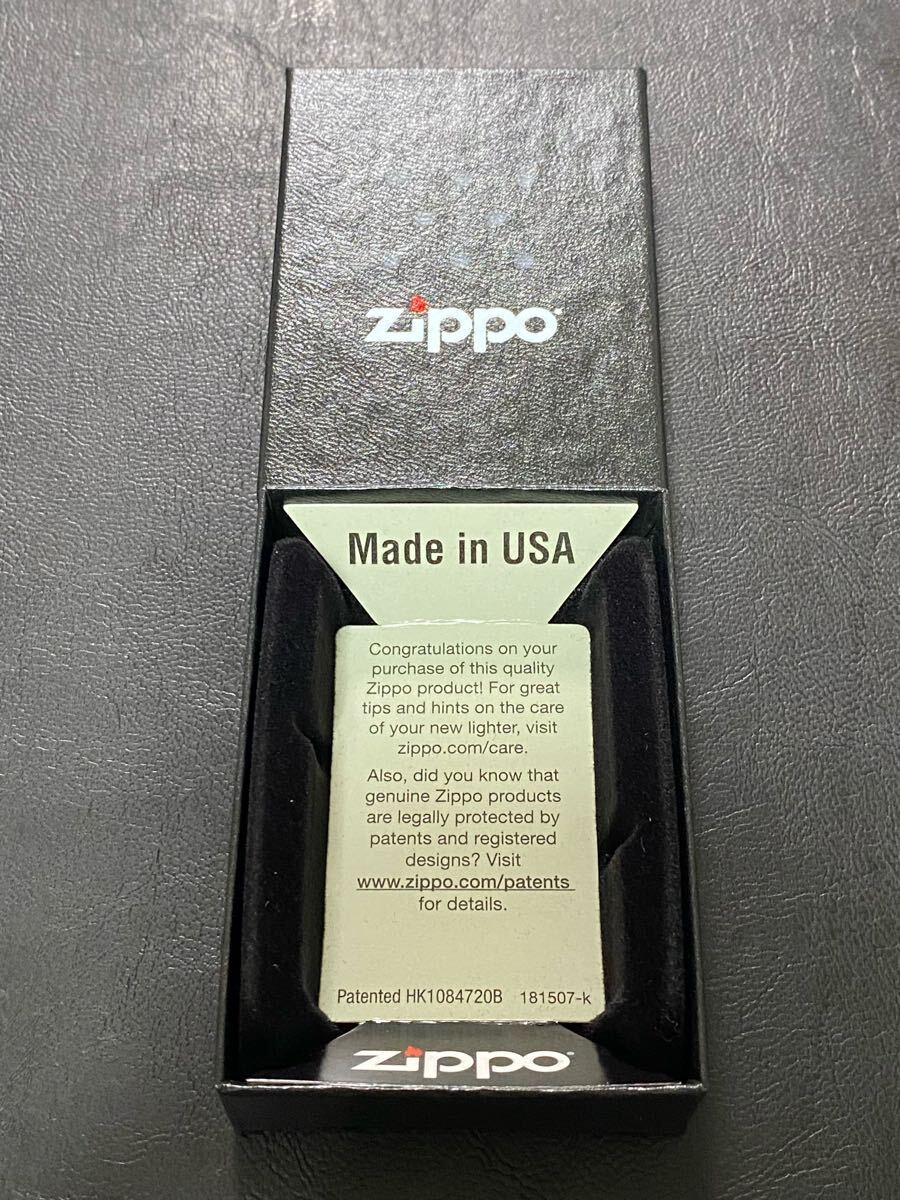 zippo
Made in USA
Congratulations on your
purchase of this quality
Zippo product! For great
tips and hints on the care
of your new lighter, visit
zippo.com/care.
Also, did you know that
genuine Zippo products
are legally protected by
patents and registered
designs? Visit
www.zippo.com/patents
for details.
Patented HK1084720B 181507-k
zippo